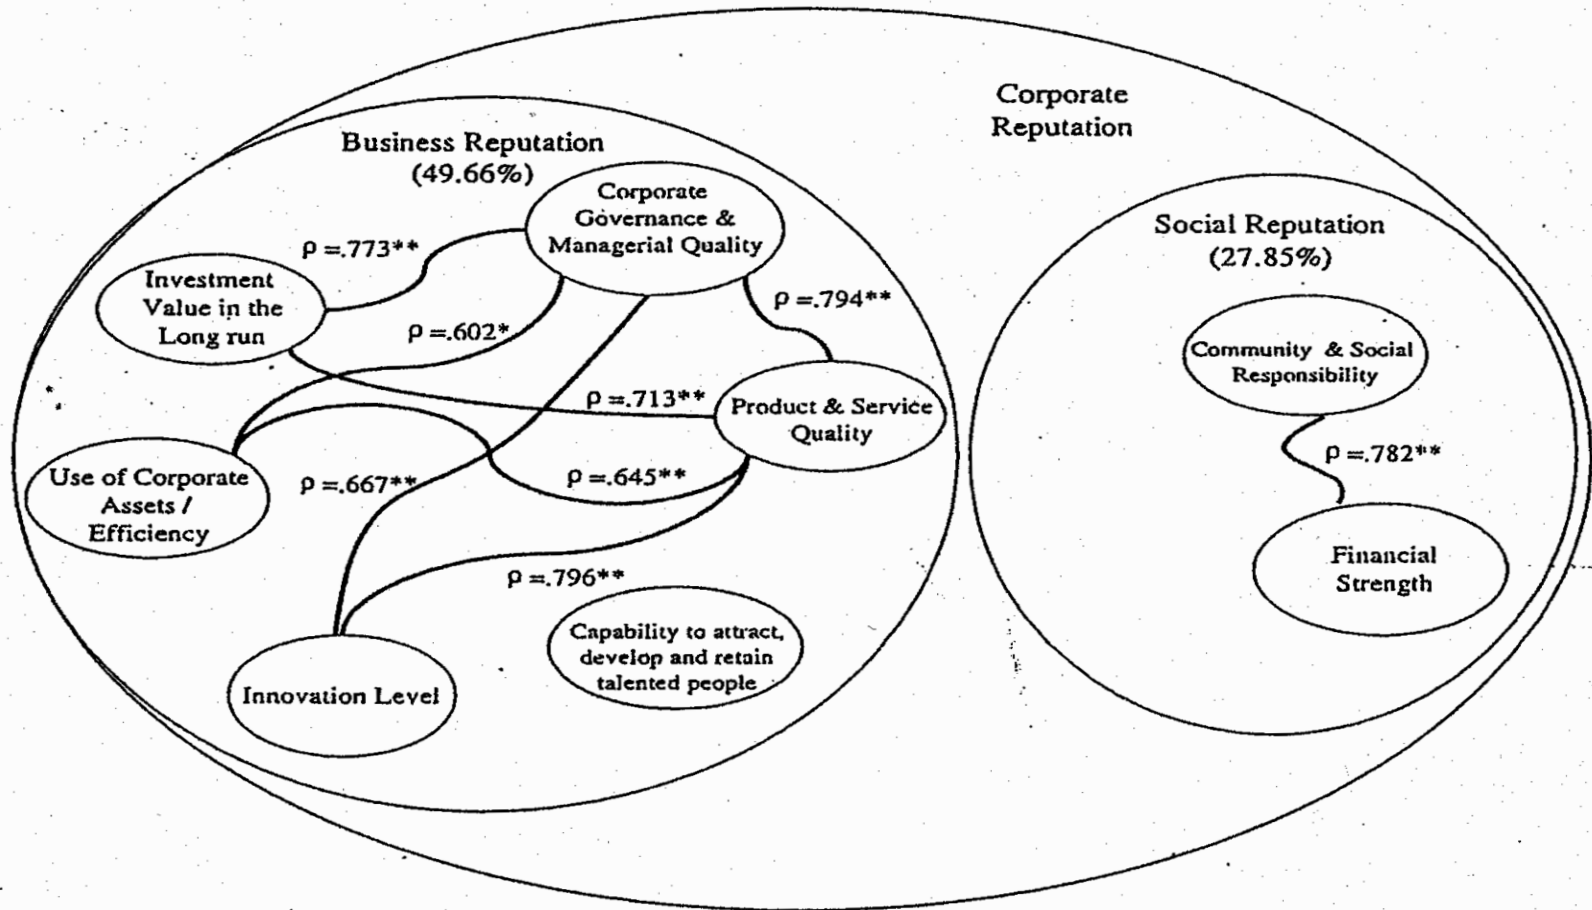 Corporate
Reputation
Business Reputation
(49.66%)
Corporate
Governance &
Managerial Quality
ρ =.773**
Investment
Value in the
Long run
ρ =.602*
ρ =.794**
ρ =.713**
Product & Service
Quality
Use of Corporate
Assets /
Efficiency
ρ =.667**
ρ =.645**
ρ =.796**
Innovation Level
Capability to attract,
develop and retain
talented people
Social Reputation
(27.85%)
Community & Social
Responsibility
ρ =.782**
Financial
Strength